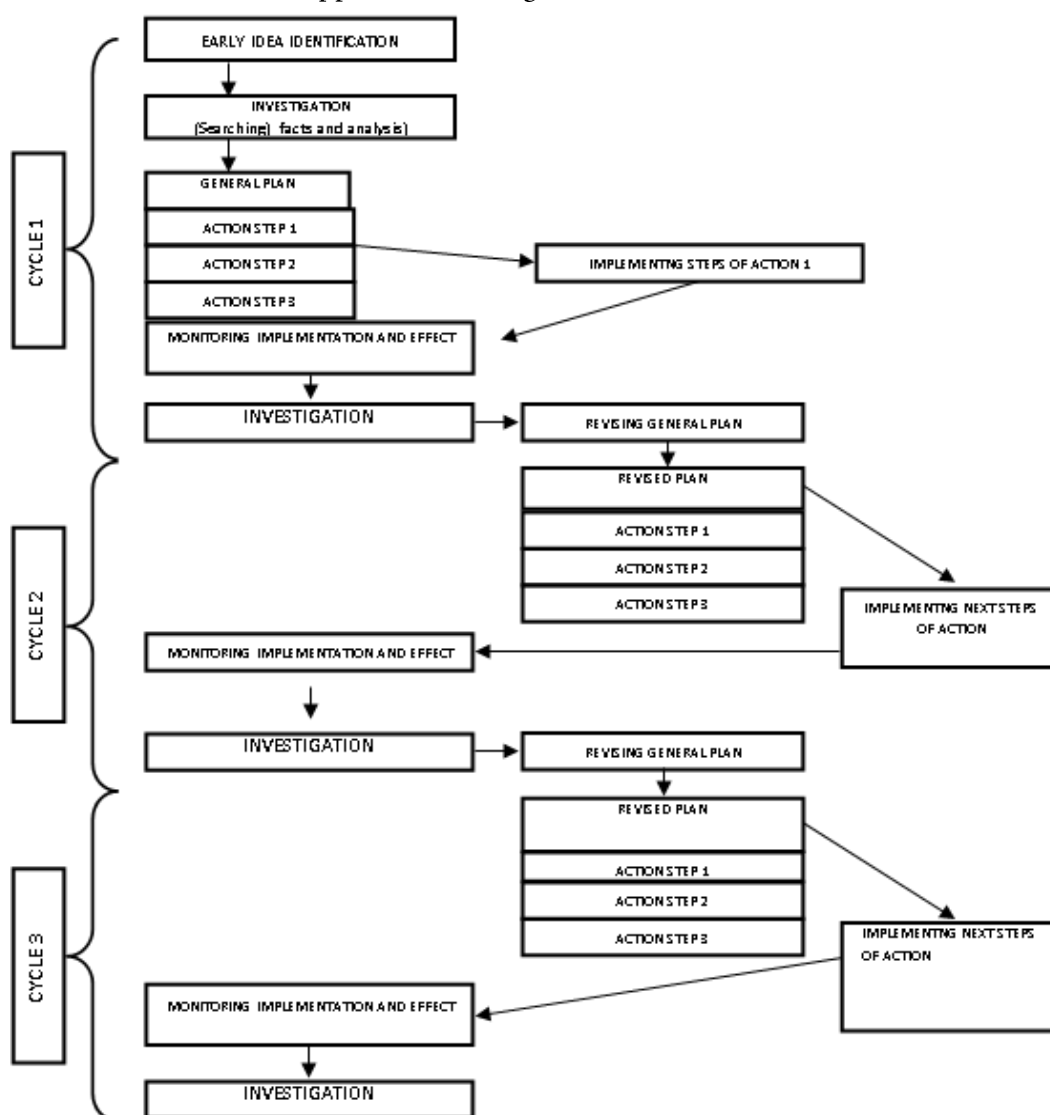 EARLY IDEA IDENTIFICATION
INVESTIGATION
(Searching) facts and analysis)
CYCLE 1
GENERAL PLAN
ACTION STEP 1
ACTION STEP 2
ACTION STEP 3
IMPLEMENTNG STEPS OF ACTION 1
MONITORING IMPLEMENTATION AND EFFECT
INVESTIGATION
REVISING GENERAL PLAN
CYCLE 2
REVISED PLAN
ACTION STEP 1
ACTION STEP 2
ACTION STEP 3
IMPLEMENTNG NEXT STEPS
OF ACTION
MONITORING IMPLEMENTATION AND EFFECT
INVESTIGATION
REVISING GENERAL PLAN
CYCLE 3
REVISED PLAN
ACTION STEP 1
ACTION STEP 2
ACTION STEP 3
IMPLEMENTNG NEXT STEPS
OF ACTION
MONITORING IMPLEMENTATION AND EFFECT
INVESTIGATION